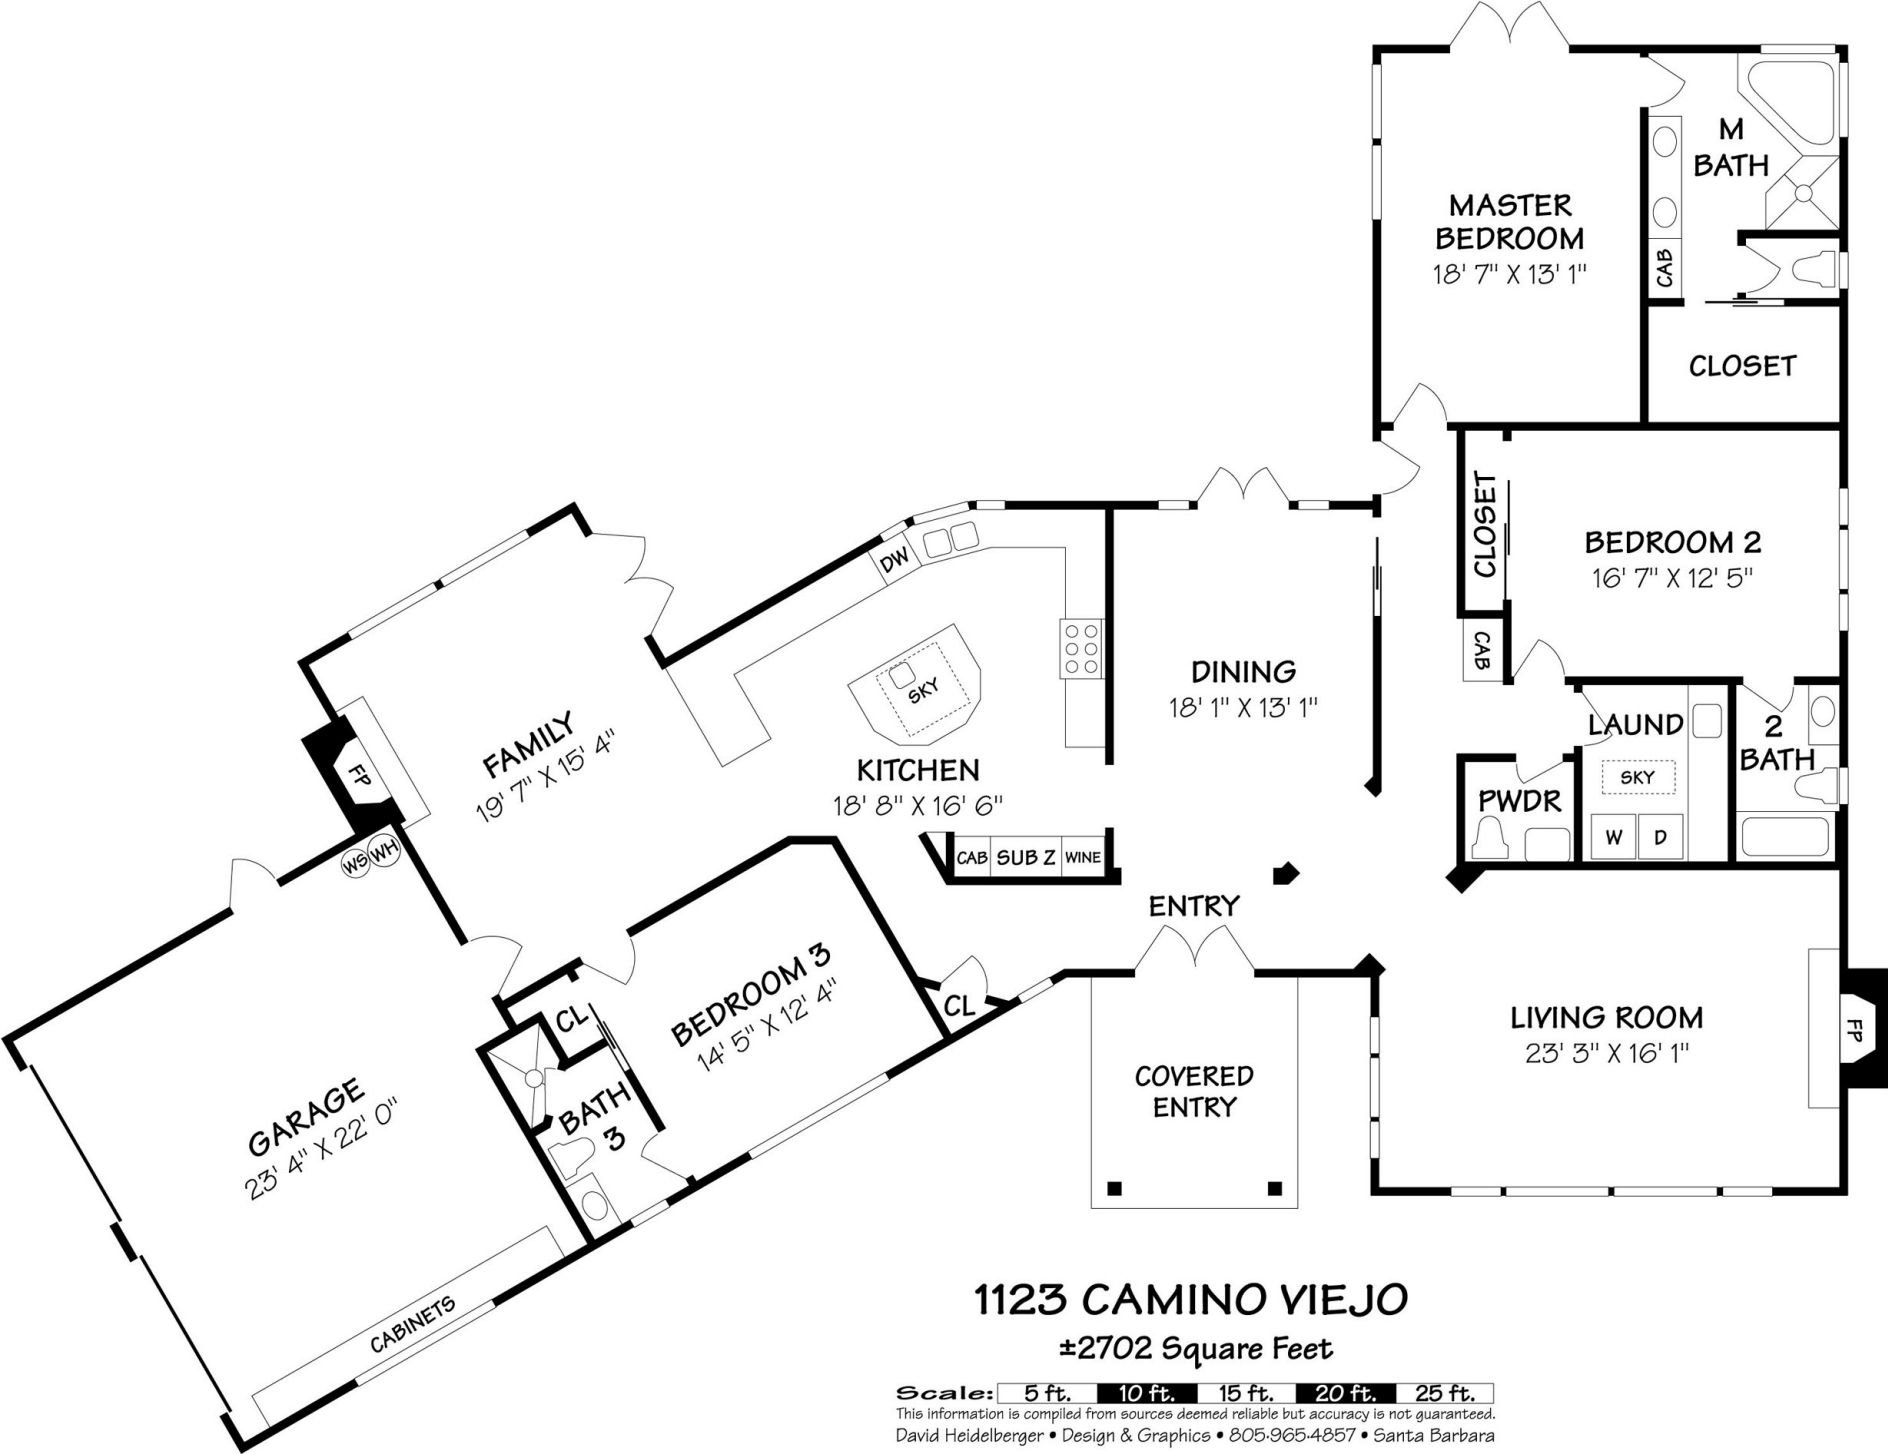 M
BATH
MASTER
BEDROOM
18' 7" X 13' 1"
CAB
CLOSET
CLOSET
BEDROOM 2
16' 7" X 12' 5"
CAB
DW
SKY
DINING
18' 1" X 13' 1"
FAMILY
19' 7" X 15' 4"
FP
KITCHEN
18' 8" X 16' 6"
LAUND
SKY
W
D
2
BATH
PWDR
WS
WH
CAB
SUB Z
WINE
ENTRY
BEDROOM 3
14' 5" X 12' 4"
CL
CL
BATH
3
LIVING ROOM
23' 3" X 16' 1"
FP
COVERED
ENTRY
GARAGE
23' 4" X 22' 0"
CABINETS
1123 CAMINO VIEJO
±2702 Square Feet
Scale: 5 ft. 10 ft. 15 ft. 20 ft. 25 ft.
This information is compiled from sources deemed reliable but accuracy is not guaranteed.
David Heidelberger • Design & Graphics • 805•965•4857 • Santa Barbara